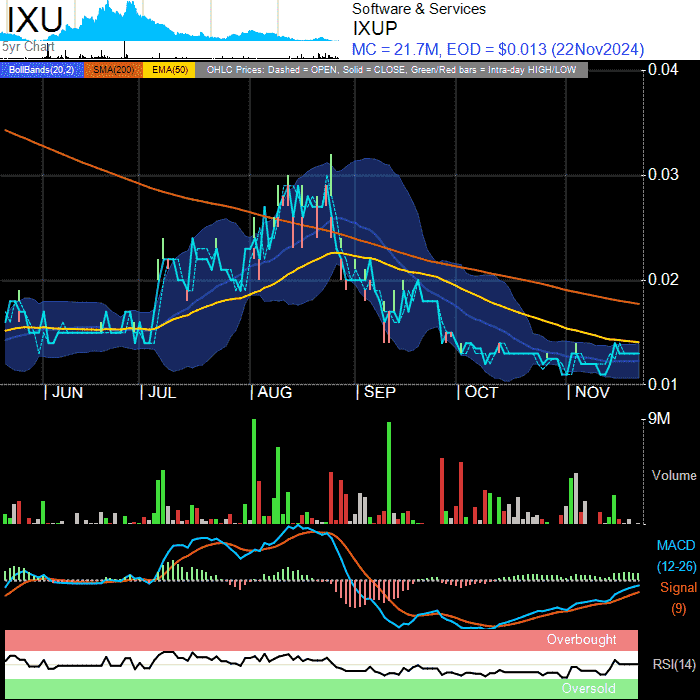 IXU
5yr Chart
Software & Services
IXUP
MC = 21.7M, EOD = $0.013 (22Nov2024)
BollBands(20,2) SMA(200) EMA(50) OHLC Prices: Dashed = OPEN, Solid = CLOSE, Green/Red bars = Intra-day HIGH/LOW
0.04
0.03
0.02
0.01
| JUN | JUL | AUG | SEP | OCT | NOV
9M
Volume
MACD
(12-26)
Signal
(9)
Overbought
RSI(14)
Oversold